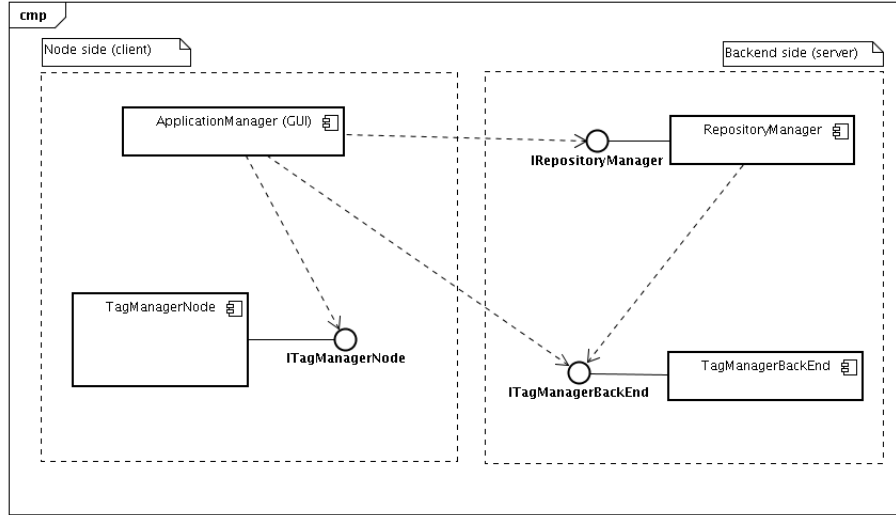 cmp
Node side (client)
Backend side (server)
ApplicationManager (GUI)
RepositoryManager
IRepositoryManager
TagManagerNode
ITagManagerNode
TagManagerBackEnd
ITagManagerBackEnd